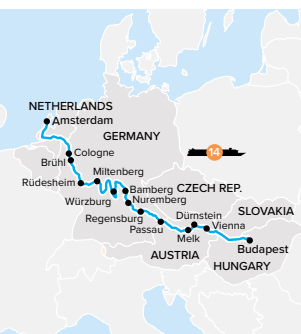 NETHERLANDS
Amsterdam
GERMANY
Cologne
Brühl
14
Rüdesheim
Miltenberg
Würzburg
Bamberg
Nuremberg
CZECH REP.
Regensburg
Passau
Dürnstein
SLOVAKIA
Melk
Vienna
Budapest
AUSTRIA
HUNGARY